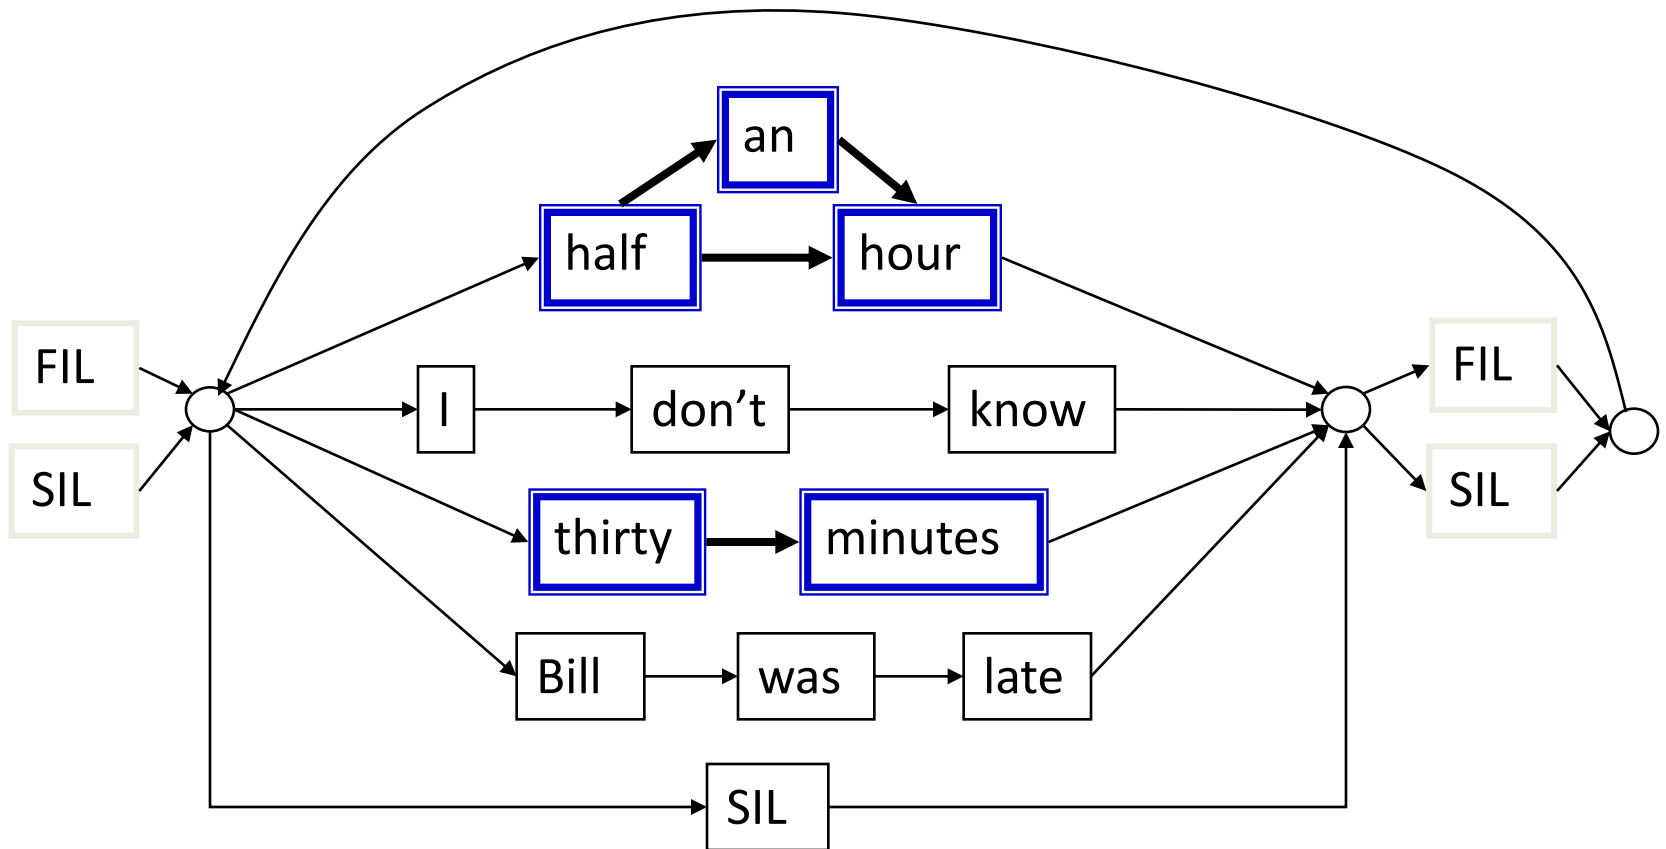 an
half
hour
FIL
FIL
I
don't
know
SIL
SIL
thirty
minutes
Bill
was
late
SIL